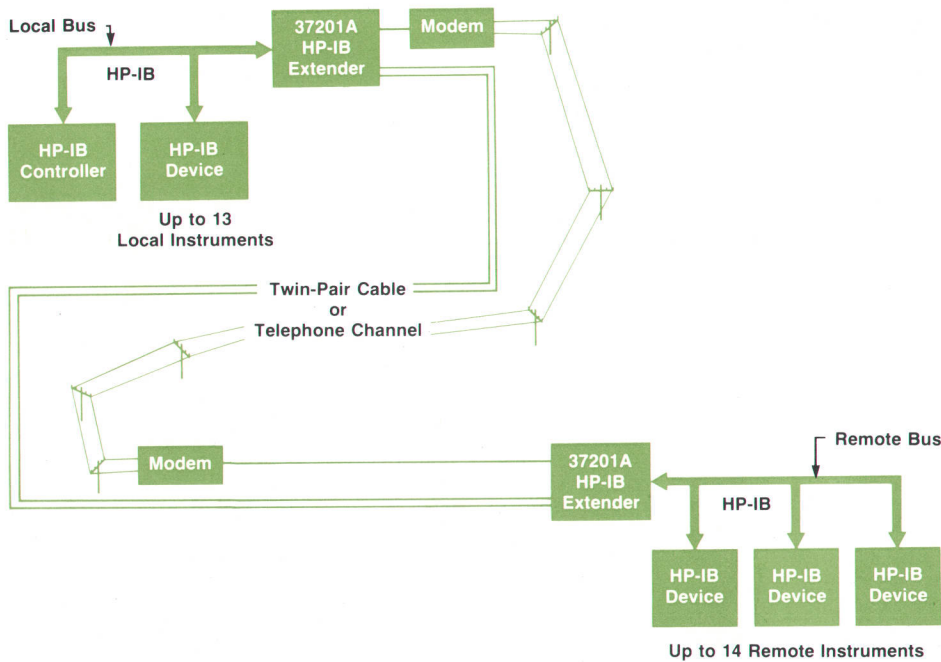 Local Bus
HP-IB
37201A
HP-IB
Extender
Modem
HP-IB
Controller
HP-IB
Device
Up to 13
Local Instruments
Twin-Pair Cable
or
Telephone Channel
Modem
37201A
HP-IB
Extender
Remote Bus
HP-IB
HP-IB
Device
HP-IB
Device
HP-IB
Device
Up to 14 Remote Instruments